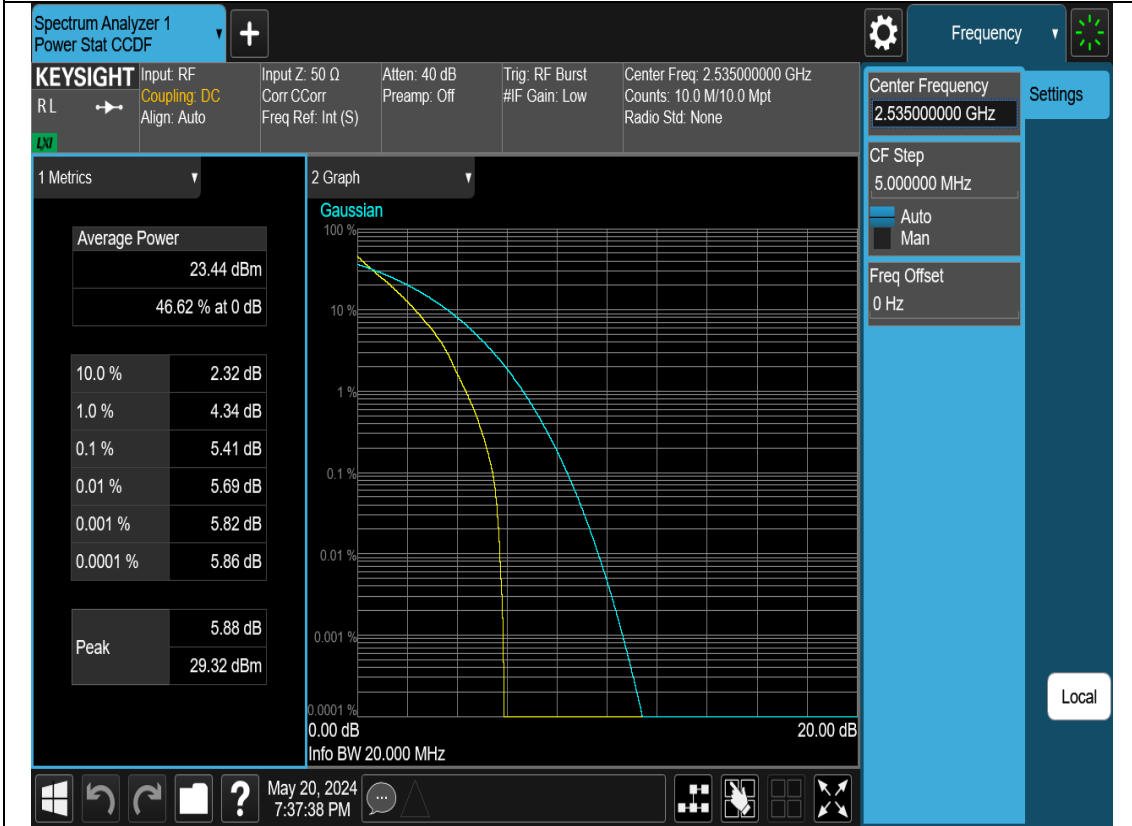 Spectrum Analyzer 1
Power Stat CCDF
+
Frequency
KEYSIGHT
RL
LXI
Input: RF
Coupling: DC
Align: Auto
Input Z: 50 Ω
Corr CCorr
Freq Ref: Int (S)
Atten: 40 dB
Preamp: Off
Trig: RF Burst
#IF Gain: Low
Center Freq: 2.535000000 GHz
Counts: 10.0 M/10.0 Mpt
Radio Std: None
Center Frequency
2.535000000 GHz
Settings
CF Step
5.000000 MHz
Auto
Man
Freq Offset
0 Hz
1 Metrics
Average Power
23.44 dBm
46.62 % at 0 dB
10.0 % 2.32 dB
1.0 % 4.34 dB
0.1 % 5.41 dB
0.01 % 5.69 dB
0.001 % 5.82 dB
0.0001 % 5.86 dB
Peak 5.88 dB
29.32 dBm
2 Graph
Gaussian
100 %
10 %
1 %
0.1 %
0.01 %
0.001 %
0.0001 %
0.00 dB 20.00 dB
Info BW 20.000 MHz
Local
?
May 20, 2024
7:37:38 PM